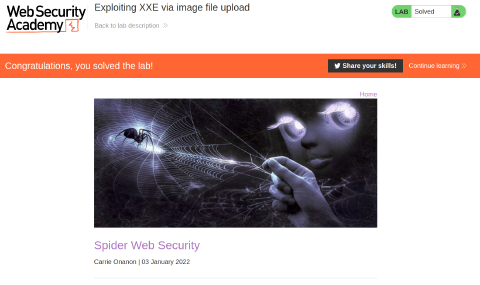 Web Security
Academy
Exploiting XXE via image file upload
Back to lab description
LAB
Solved
Congratulations, you solved the lab!
Share your skills!
Continue learning
Home
Spider Web Security
Carrie Onanon | 03 January 2022